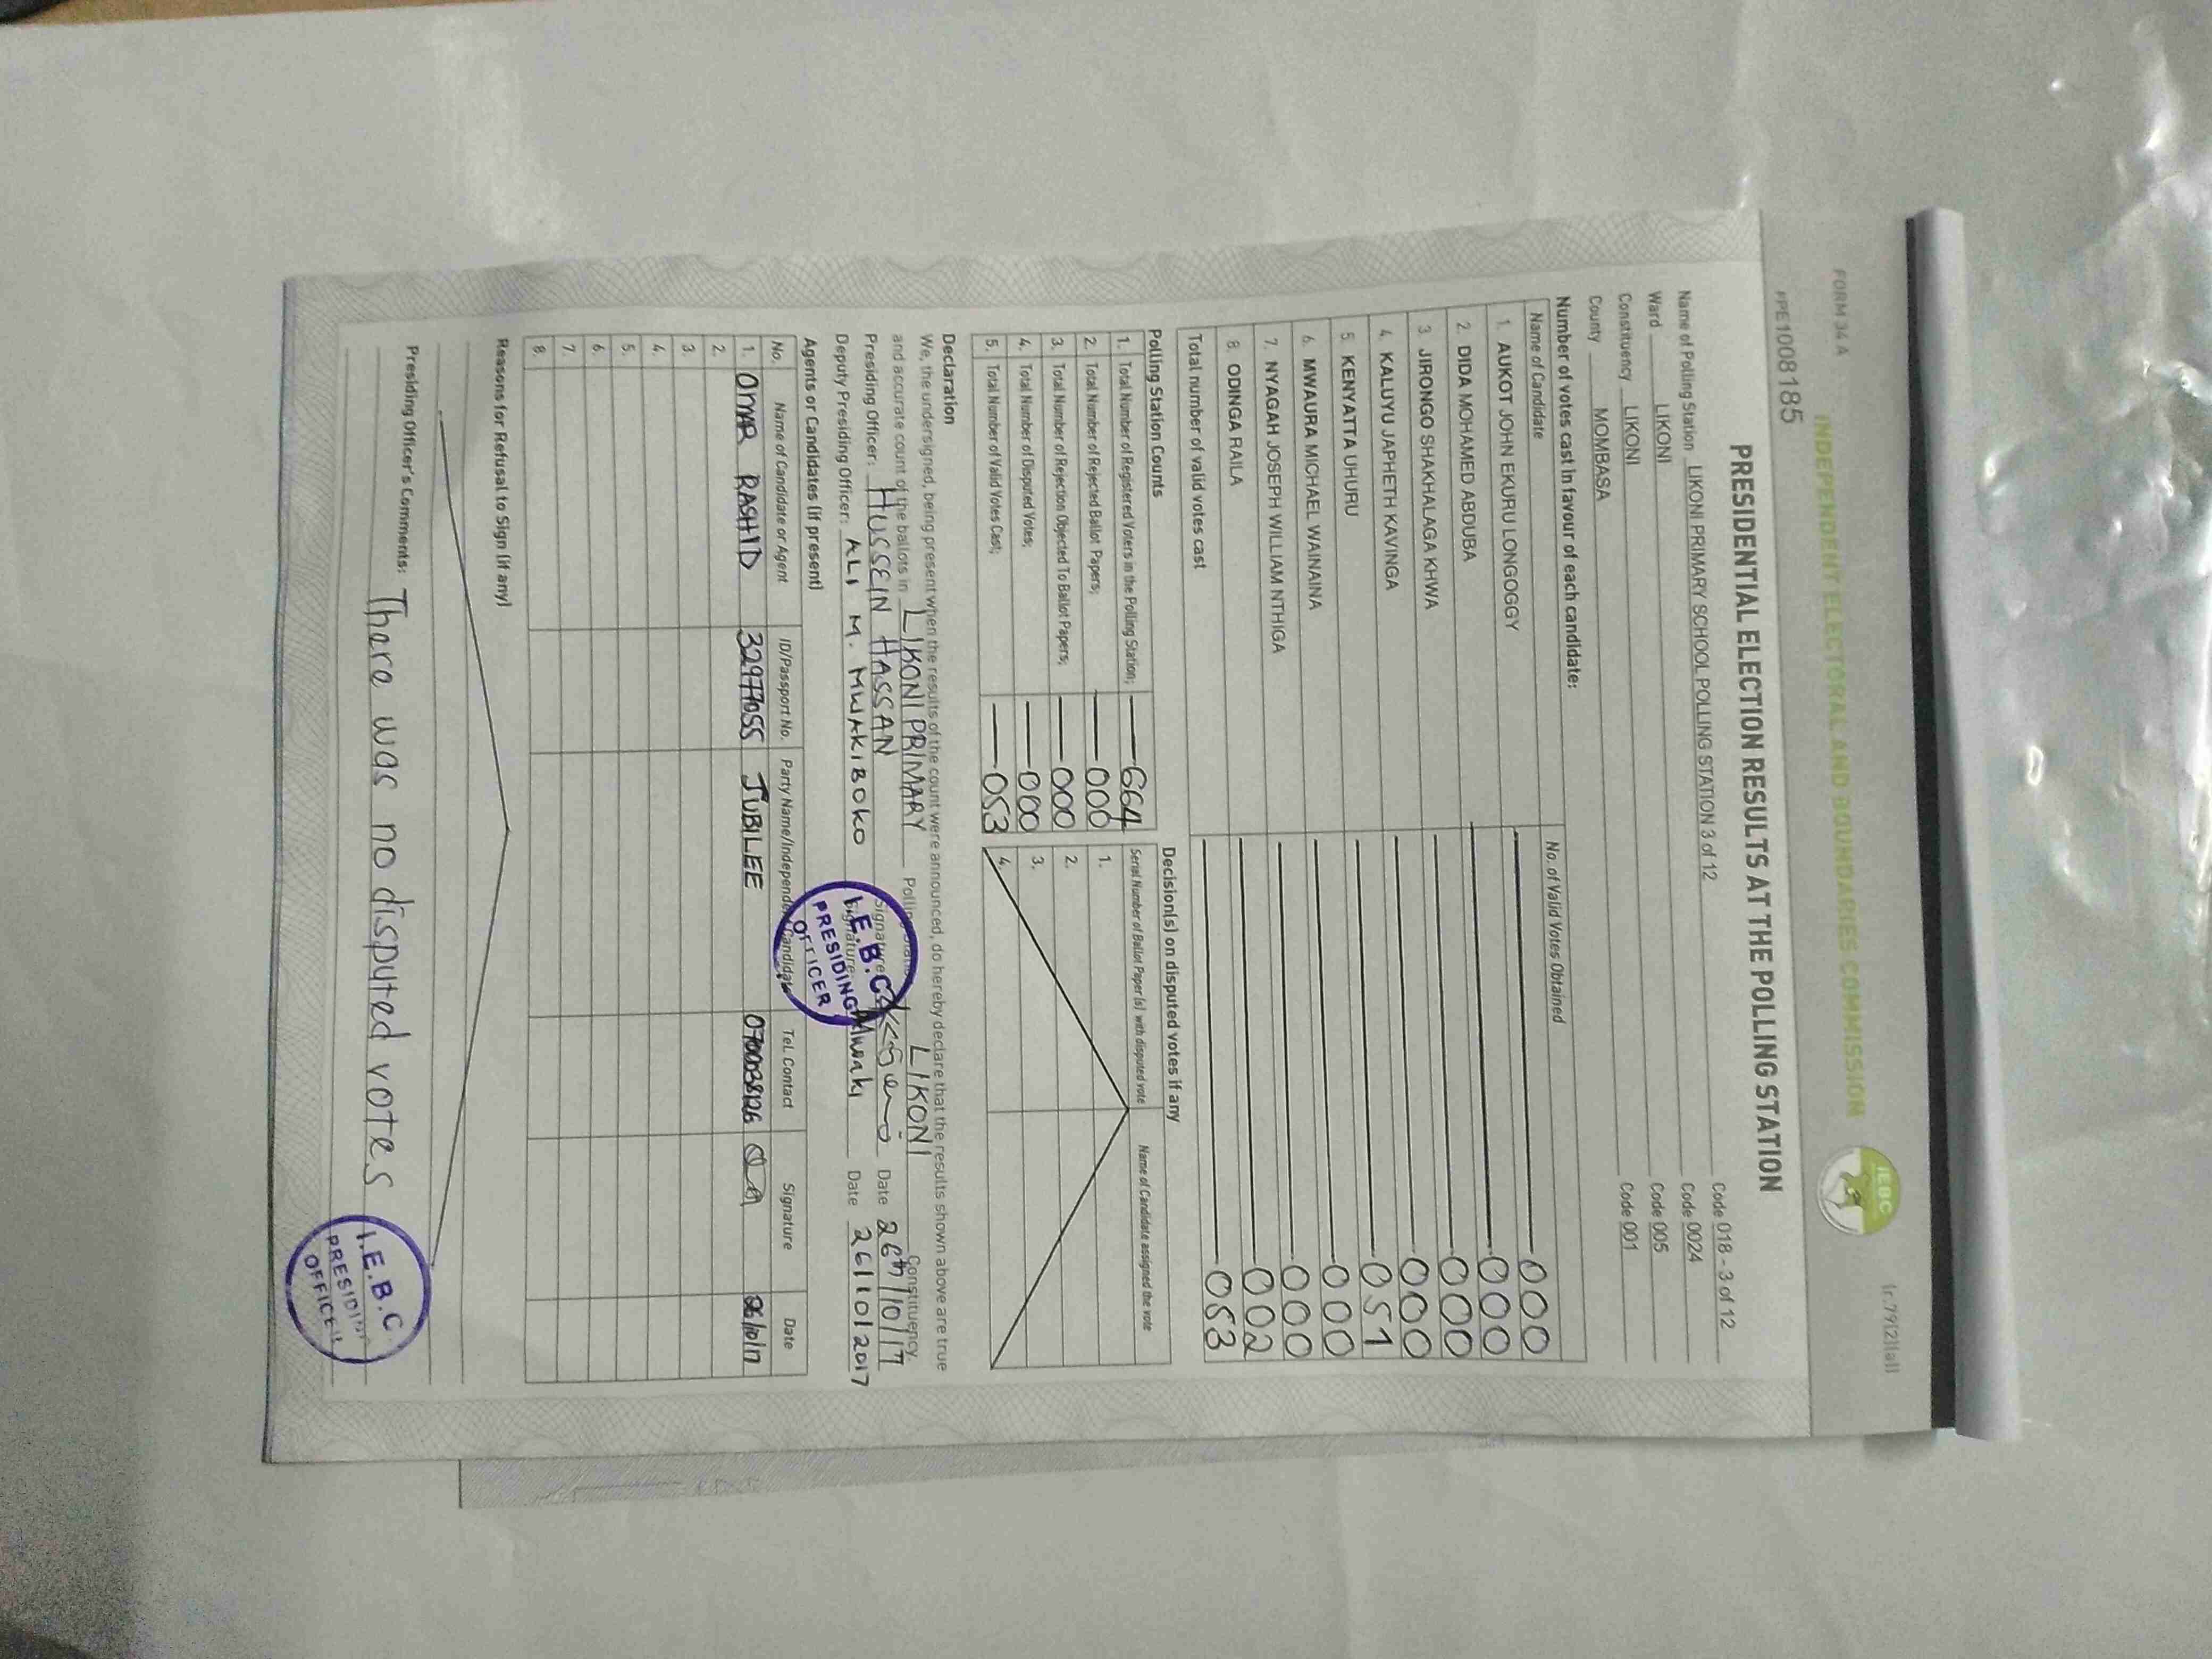 FORM 34 A
(r.79(2)(a))
INDEPENDENT ELECTORAL AND BOUNDARIES COMMISSION
IEBC
PPE1008185
PRESIDENTIAL ELECTION RESULTS AT THE POLLING STATION
Name of Polling Station LIKONI PRIMARY SCHOOL POLLING STATION 3 of 12 Code 018 - 3 of 12
Ward LIKONI Code 0024
Constituency LIKONI Code 005
County MOMBASA Code 001
Number of votes cast in favour of each candidate:
Name of Candidate No. of Valid Votes Obtained
1. AUKOT JOHN EKURU LONGOGGY 000
2. DIDA MOHAMED ABDUBA 000
3. JIRONGO SHAKHALAGA KHWA 000
4. KALUYU JAPHETH KAVINGA 000
5. KENYATTA UHURU 051
6. MWAURA MICHAEL WAINAINA 000
7. NYAGAH JOSEPH WILLIAM NTHIGA 000
8. ODINGA RAILA 002
Total number of valid votes cast 053
Polling Station Counts
1. Total Number of Registered Voters in the Polling Station; 664
2. Total Number of Rejected Ballot Papers; 000
3. Total Number of Rejection Objected To Ballot Papers; 000
4. Total Number of Disputed Votes; 000
5. Total Number of Valid Votes Cast; 053
Decision(s) on disputed votes if any
Serial Number of Ballot Paper (s) with disputed vote Name of Candidate assigned the vote
1.
2.
3.
4.
Declaration
We, the undersigned, being present when the results of the count were announced, do hereby declare that the results shown above are true
and accurate count of the ballots in LIKONI PRIMARY Polling Station LIKONI Constituency.
Presiding Officer: HUSSEIN HASSAN Signature Date 26th/10/17
Deputy Presiding Officer: ALI M. MWAKIBOKO Signature Mwaki Date 26/10/2017
I.E.B.C
PRESIDING
OFFICER
Agents or Candidates (if present)
No. Name of Candidate or Agent ID/Passport No. Party Name/Independent Candidate Tel. Contact Signature Date
1. OMAR RASHID 32977055 JUBILEE 0700038126 26/10/17
2.
3.
4.
5.
6.
7.
8.
Reasons for Refusal to Sign (if any)
Presiding Officer's Comments: There was no disputed votes
I.E.B.C
PRESIDING
OFFICER